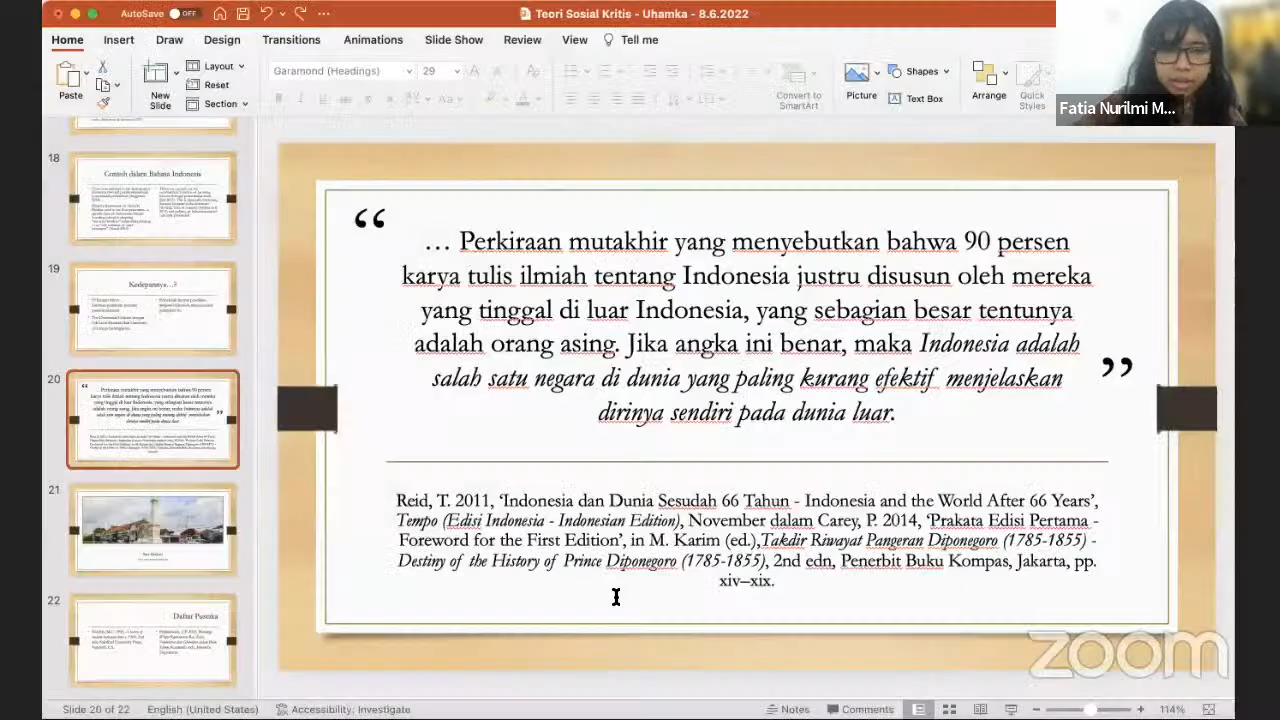 AutoSave OFF
Teori Sosial Kritis - Uhamka - 8.6.2022
Home Insert Draw Design Transitions Animations Slide Show Review View Tell me
Paste
New Slide
Layout
Reset
Section
Garamond (Headings) 29
Convert to SmartArt
Picture
Shapes
Text Box
Arrange
Quick Styles
Fatia Nurilmi M...
18
Contoh dalam Bahasa Indonesia
19
Kedepannya...?
20
21
22
Daftar Pustaka
“
… Perkiraan mutakhir yang menyebutkan bahwa 90 persen
karya tulis ilmiah tentang Indonesia justru disusun oleh mereka
yang tinggal di luar Indonesia, yang sebagian besar tentunya
adalah orang asing. Jika angka ini benar, maka Indonesia adalah
salah satu negara di dunia yang paling kurang efektif menjelaskan
dirinya sendiri pada dunia luar.
”
Reid, T. 2011, ‘Indonesia dan Dunia Sesudah 66 Tahun - Indonesia and the World After 66 Years’,
Tempo (Edisi Indonesia - Indonesian Edition), November dalam Carey, P. 2014, ‘Prakata Edisi Pertama -
Foreword for the First Edition’, in M. Karim (ed.),Takdir Riwayat Pangeran Diponegoro (1785-1855) -
Destiny of the History of Prince Diponegoro (1785-1855), 2nd edn, Penerbit Buku Kompas, Jakarta, pp.
xiv–xix.
zoom
Slide 20 of 22 English (United States) Accessibility: Investigate Notes Comments 114%